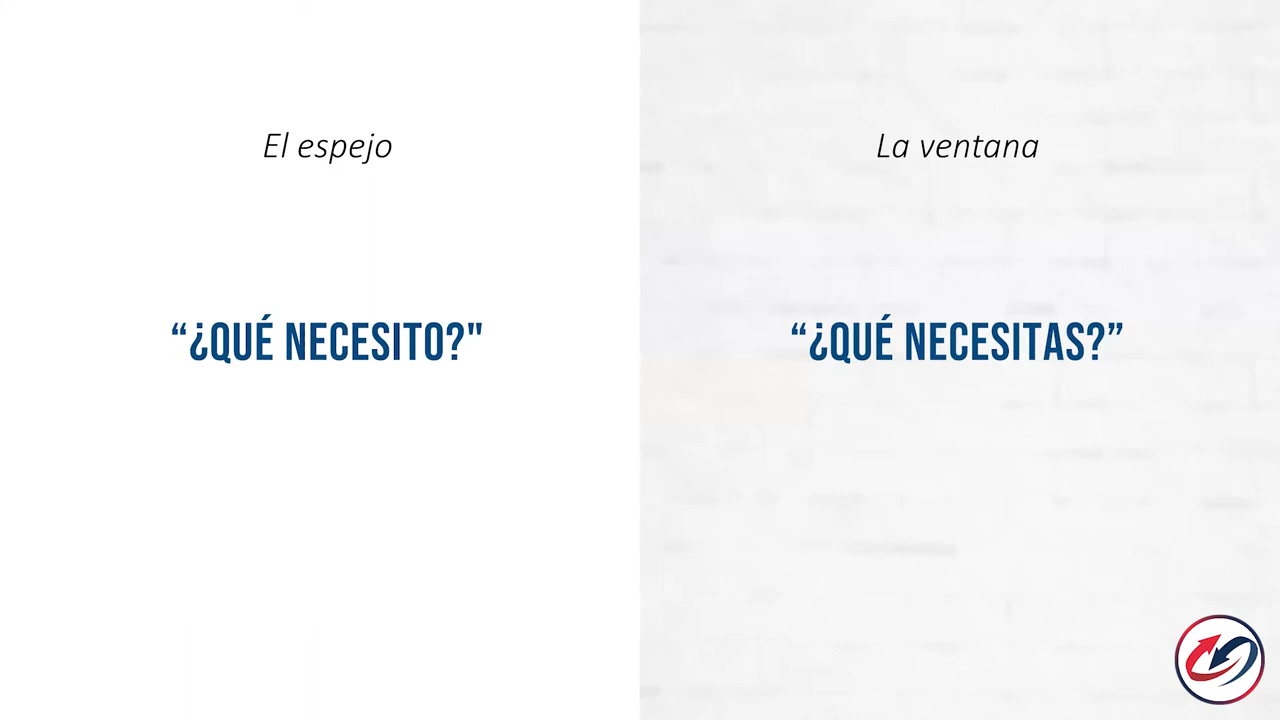 El espejo
“¿QUÉ NECESITO?"
La ventana
“¿QUÉ NECESITAS?”